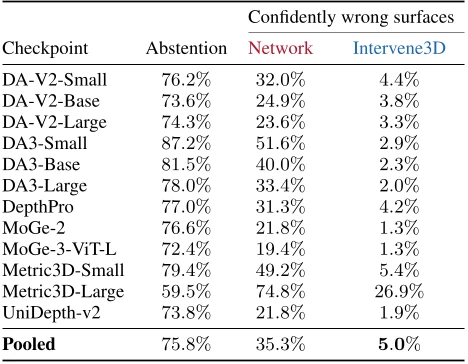 Confidently wrong surfaces
Checkpoint Abstention Network Intervene3D
DA-V2-Small 76.2% 32.0% 4.4%
DA-V2-Base 73.6% 24.9% 3.8%
DA-V2-Large 74.3% 23.6% 3.3%
DA3-Small 87.2% 51.6% 2.9%
DA3-Base 81.5% 40.0% 2.3%
DA3-Large 78.0% 33.4% 2.0%
DepthPro 77.0% 31.3% 4.2%
MoGe-2 76.6% 21.8% 1.3%
MoGe-3-ViT-L 72.4% 19.4% 1.3%
Metric3D-Small 79.4% 49.2% 5.4%
Metric3D-Large 59.5% 74.8% 26.9%
UniDepth-v2 73.8% 21.8% 1.9%
Pooled 75.8% 35.3% 5.0%